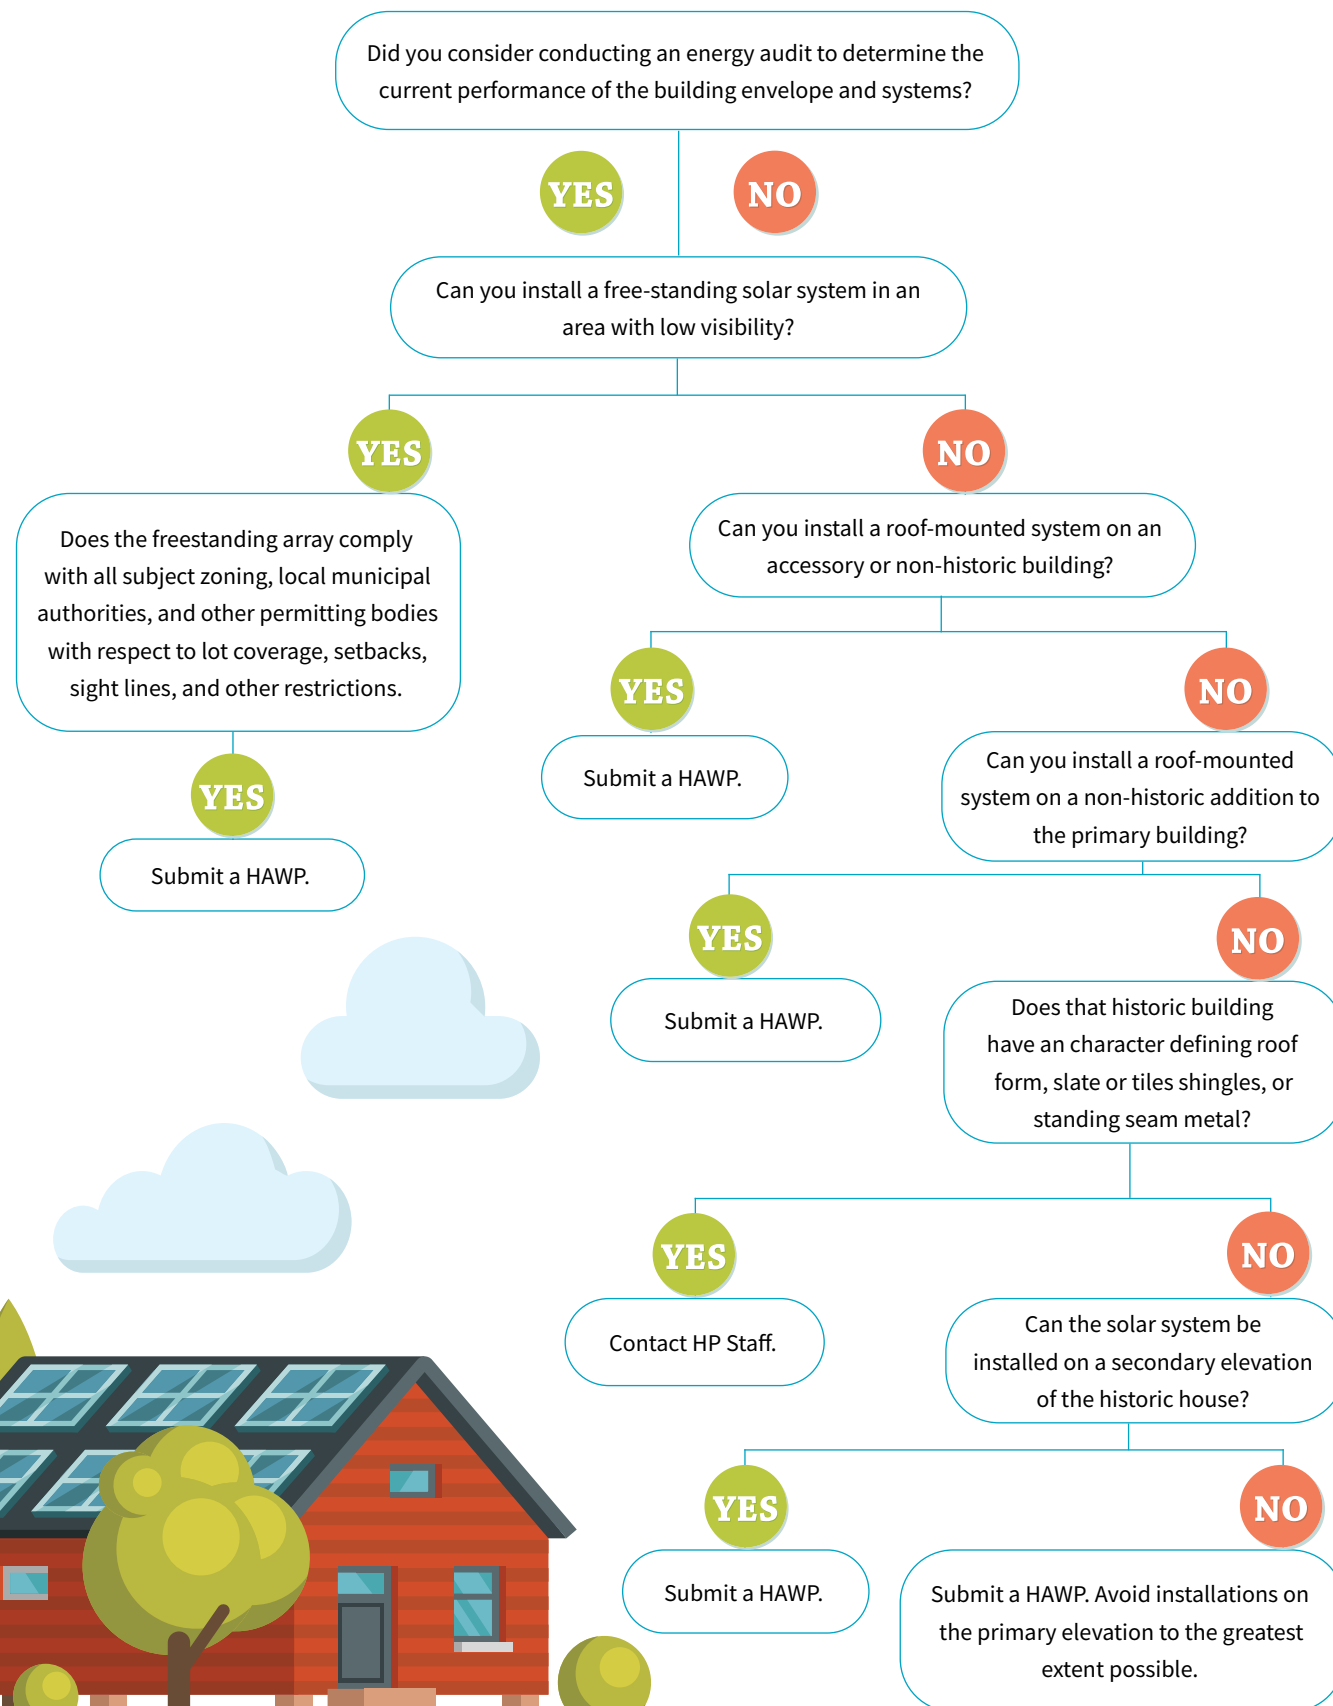 Did you consider conducting an energy audit to determine the
current performance of the building envelope and systems?
YES
NO
Can you install a free-standing solar system in an
area with low visibility?
YES
NO
Does the freestanding array comply
with all subject zoning, local municipal
authorities, and other permitting bodies
with respect to lot coverage, setbacks,
sight lines, and other restrictions.
YES
Submit a HAWP.
Can you install a roof-mounted system on an
accessory or non-historic building?
YES
NO
Submit a HAWP.
Can you install a roof-mounted
system on a non-historic addition to
the primary building?
YES
NO
Submit a HAWP.
Does that historic building
have an character defining roof
form, slate or tiles shingles, or
standing seam metal?
YES
NO
Contact HP Staff.
Can the solar system be
installed on a secondary elevation
of the historic house?
YES
NO
Submit a HAWP.
Submit a HAWP. Avoid installations on
the primary elevation to the greatest
extent possible.